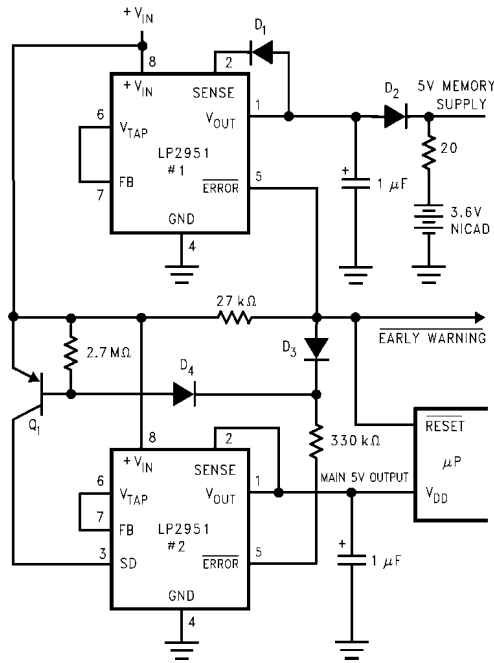 +VIN
D1
8
2
+VIN
SENSE
1
D2
5V MEMORY
SUPPLY
6
VTAP
VOUT
LP2951
#1
20
7
FB
ERROR
5
+
1 μF
3.6V
NICAD
GND
4
27 kΩ
EARLY WARNING
2.7MΩ
D3
D4
Q1
330 kΩ
RESET
8
2
+VIN
SENSE
μP
6
VTAP
VOUT
1
MAIN 5V OUTPUT
VDD
7
FB
LP2951
#2
3
SD
ERROR
5
+
1 μF
GND
4